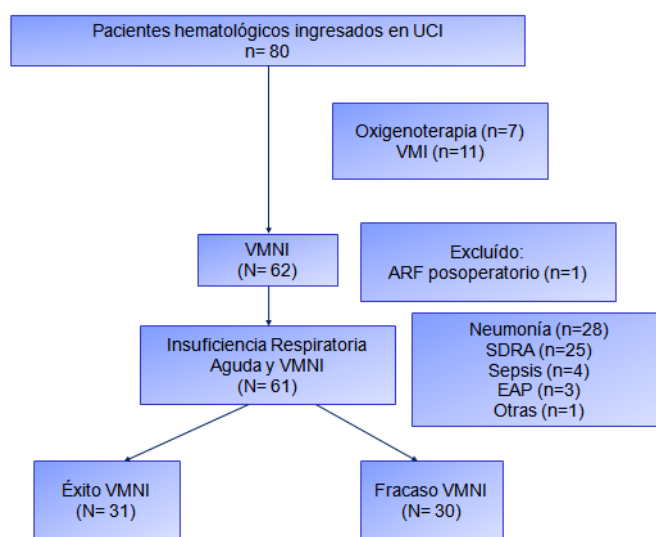 Pacientes hematológicos ingresados en UCI
n= 80
Oxigenoterapia (n=7)
VMI (n=11)
VMNI
(N= 62)
Excluído:
ARF posoperatorio (n=1)
Insuficiencia Respiratoria
Aguda y VMNI
(N= 61)
Neumonía (n=28)
SDRA (n=25)
Sepsis (n=4)
EAP (n=3)
Otras (n=1)
Éxito VMNI
(N= 31)
Fracaso VMNI
(N= 30)